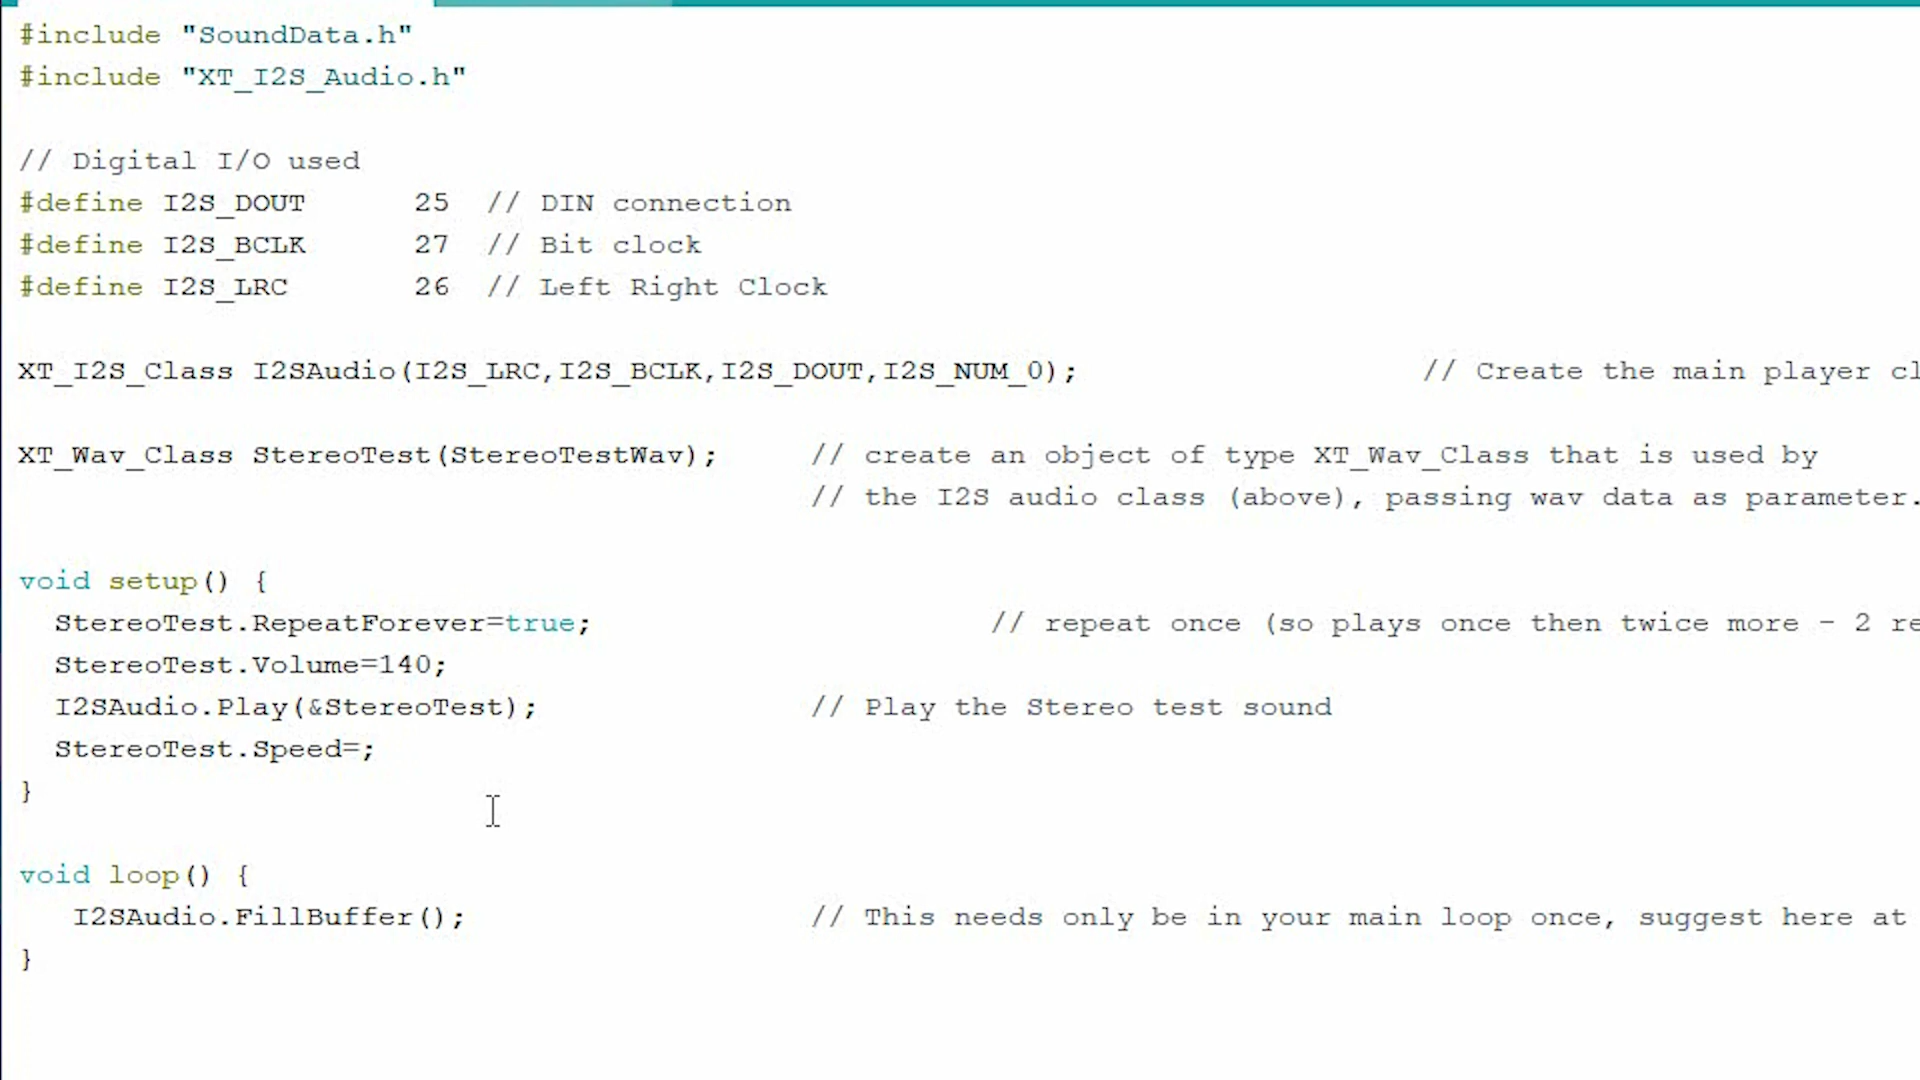 #include "SoundData.h"
#include "XT_I2S_Audio.h"
// Digital I/O used
#define I2S_DOUT 25 // DIN connection
#define I2S_BCLK 27 // Bit clock
#define I2S_LRC 26 // Left Right Clock
XT_I2S_Class I2SAudio(I2S_LRC,I2S_BCLK,I2S_DOUT,I2S_NUM_0); // Create the main player
XT_Wav_Class StereoTest(StereoTestWav); // create an object of type XT_Wav_Class that is used by
// the I2S audio class (above), passing wav data as parameter.
void setup() {
StereoTest.RepeatForever=true; // repeat once (so plays once then twice more - 2
StereoTest.Volume=140;
I2SAudio.Play(&StereoTest); // Play the Stereo test sound
StereoTest.Speed=;
}
void loop() {
I2SAudio.FillBuffer(); // This needs only be in your main loop once, suggest here at
}